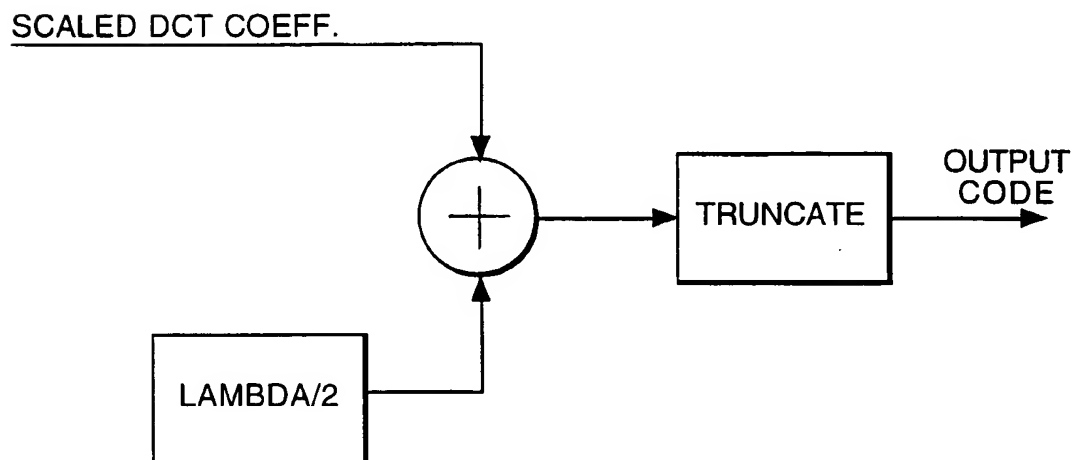 SCALED DCT COEFF.
OUTPUT
CODE
TRUNCATE
LAMBDA/2